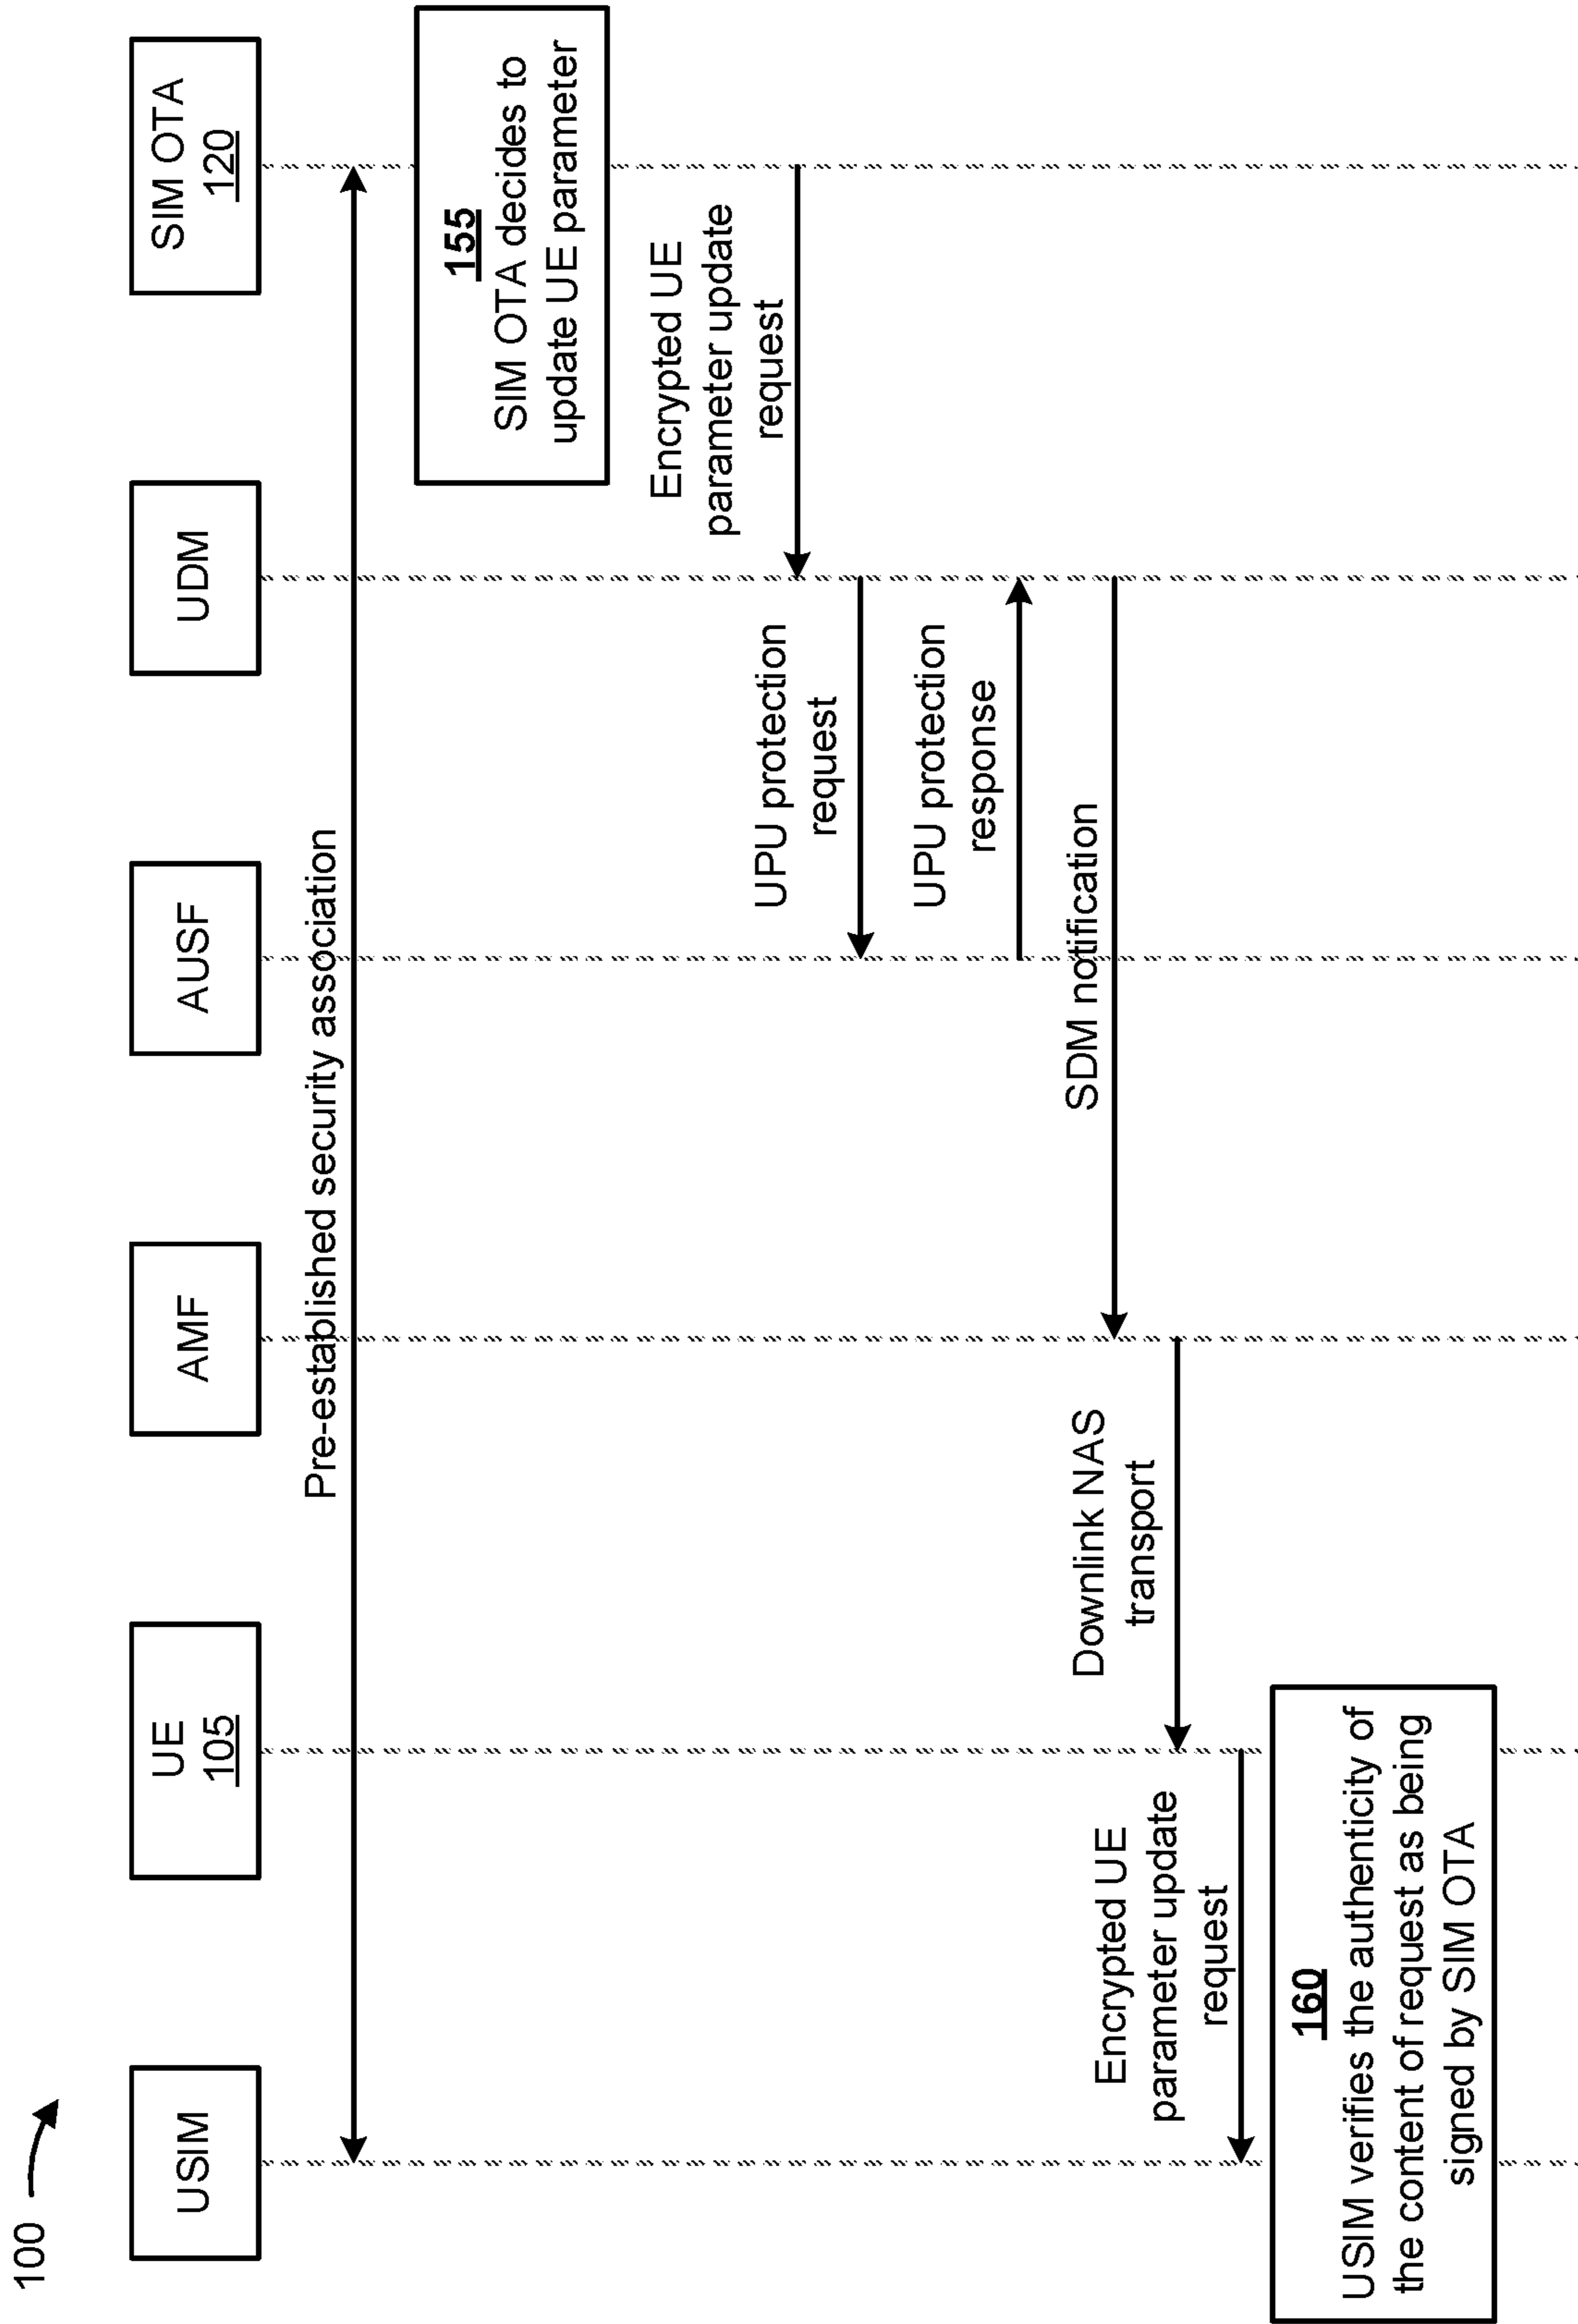 100
USIM
UE
105
AMF
AUSF
UDM
SIM OTA
120
Pre-established security association
155
SIM OTA decides to
update UE parameter
Encrypted UE
parameter update
request
UPU protection
request
UPU protection
response
SDM notification
Downlink NAS
transport
Encrypted UE
parameter update
request
160
USIM verifies the authenticity of
the content of request as being
signed by SIM OTA